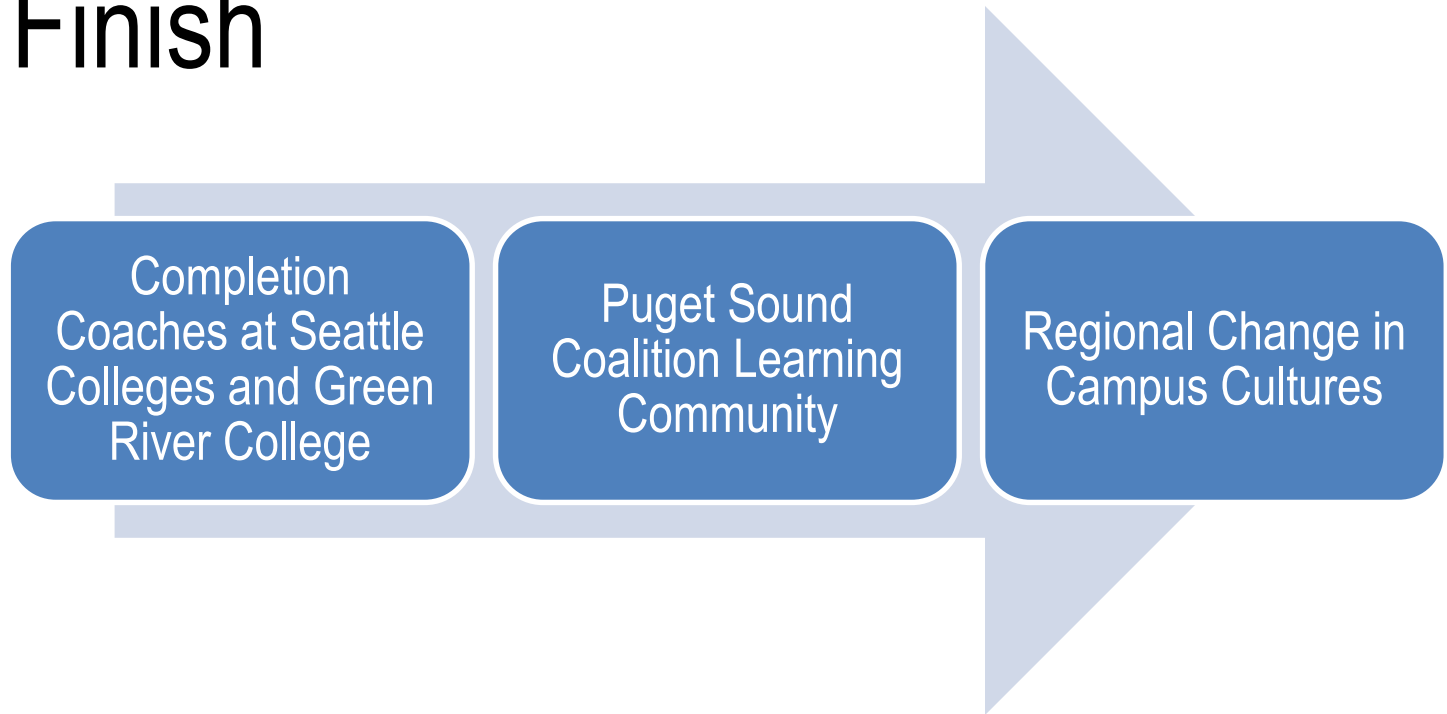 Finish
Completion
Coaches at Seattle
Colleges and Green
River College
Puget Sound
Coalition Learning
Community
Regional Change in
Campus Cultures